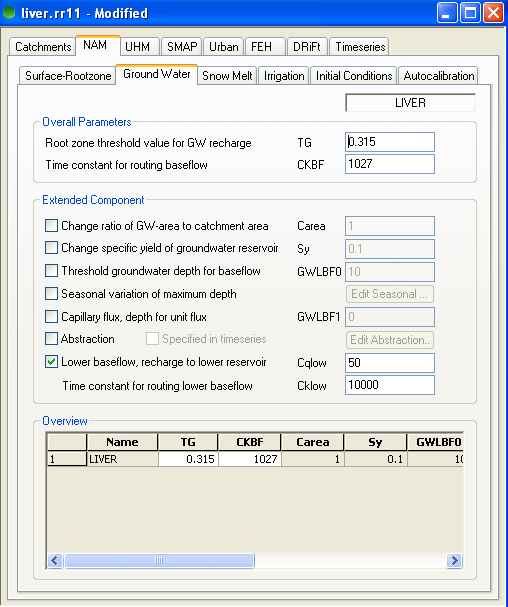 liver.rr11 - Modified
Catchments NAM UHM SMAP Urban FEH DRiFt Timeseries
Surface-Rootzone Ground Water Snow Melt Irrigation Initial Conditions Autocalibration
LIVER
Overall Parameters
Root zone threshold value for GW recharge TG 0.315
Time constant for routing baseflow CKBF 1027
Extended Component
Change ratio of GW-area to catchment area Carea 1
Change specific yield of groundwater reservoir Sy 0.1
Threshold groundwater depth for baseflow GWLBF0 10
Seasonal variation of maximum depth Edit Seasonal ...
Capillary flux, depth for unit flux GWLBF1 0
Abstraction Specified in timeseries Edit Abstraction..
Lower baseflow, recharge to lower reservoir Cqlow 50
Time constant for routing lower baseflow Cklow 10000
Overview
Name TG CKBF Carea Sy GWLBF0
1 LIVER 0.315 1027 1 0.1 10